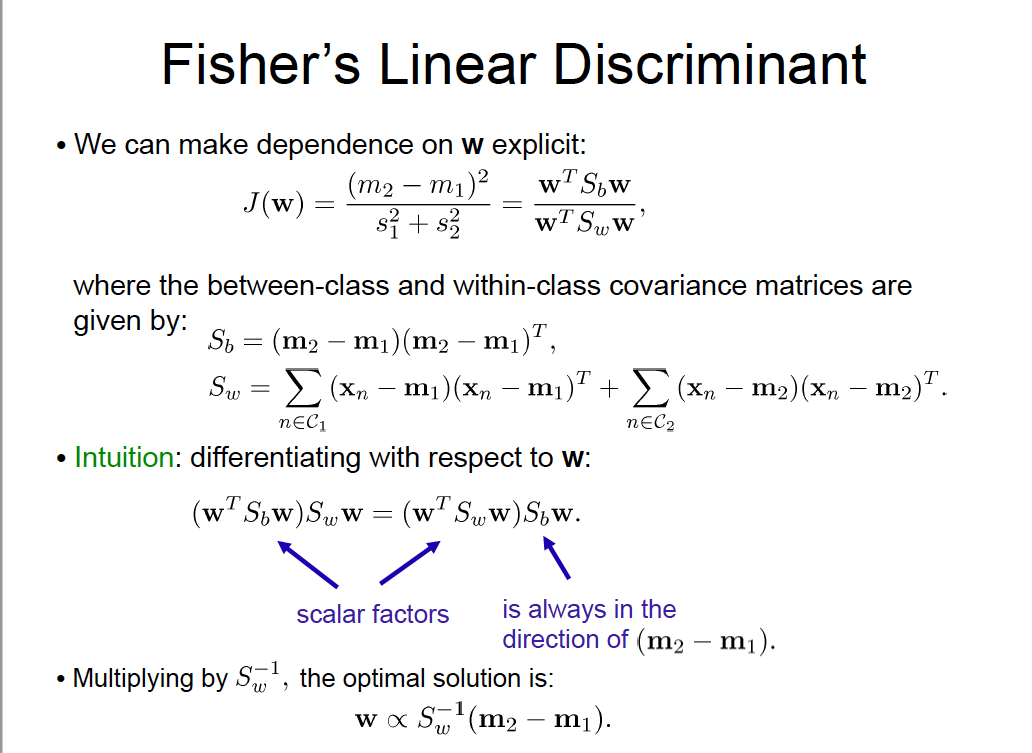 Fisher's Linear Discriminant
• We can make dependence on **w** explicit:
$J(\mathbf{w}) = \frac{(m_2 - m_1)^2}{s_1^2 + s_2^2} = \frac{\mathbf{w}^T S_b \mathbf{w}}{\mathbf{w}^T S_w \mathbf{w}},$
where the between-class and within-class covariance matrices are
given by:
$S_b = (\mathbf{m}_2 - \mathbf{m}_1)(\mathbf{m}_2 - \mathbf{m}_1)^T,$
$S_w = \sum_{n \in \mathcal{C}_1} (\mathbf{x}_n - \mathbf{m}_1)(\mathbf{x}_n - \mathbf{m}_1)^T + \sum_{n \in \mathcal{C}_2} (\mathbf{x}_n - \mathbf{m}_2)(\mathbf{x}_n - \mathbf{m}_2)^T.$
• Intuition: differentiating with respect to **w**:
$(\mathbf{w}^T S_b \mathbf{w}) S_w \mathbf{w} = (\mathbf{w}^T S_w \mathbf{w}) S_b \mathbf{w}.$
scalar factors
is always in the
direction of $(\mathbf{m}_2 - \mathbf{m}_1).$
• Multiplying by $S_w^{-1},$ the optimal solution is:
$\mathbf{w} \propto S_w^{-1}(\mathbf{m}_2 - \mathbf{m}_1).$